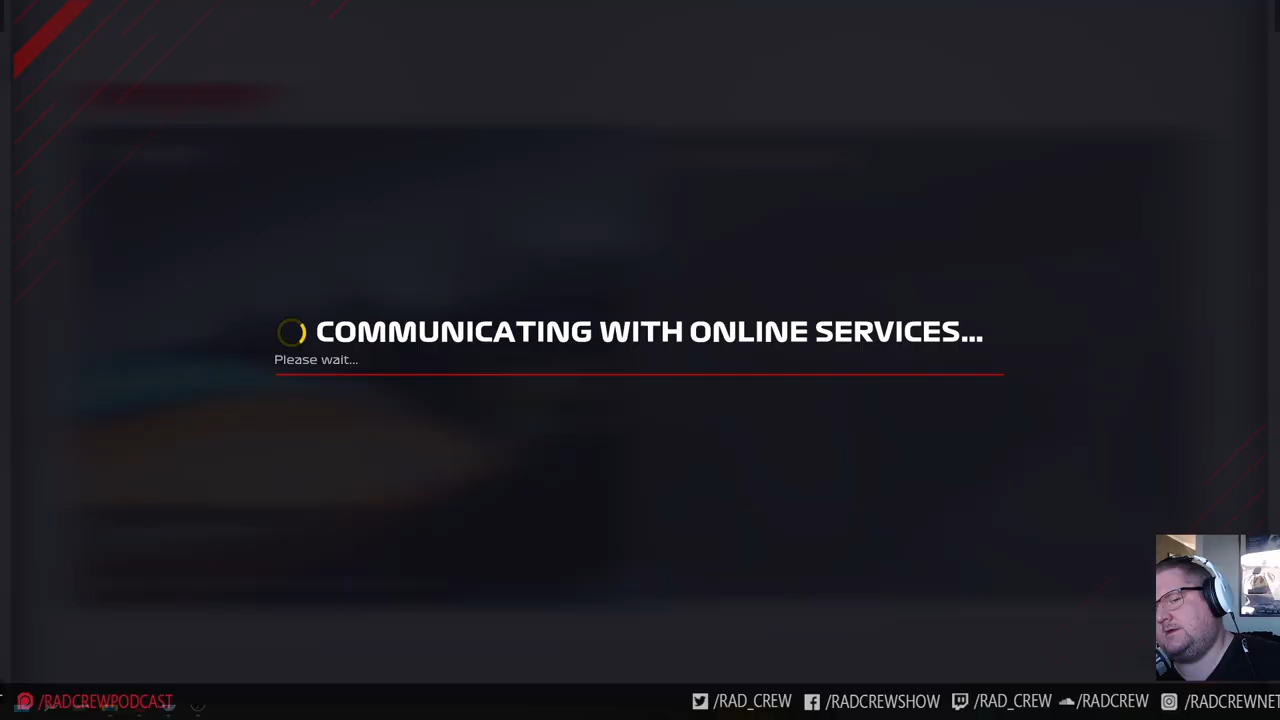 COMMUNICATING WITH ONLINE SERVICES...
Please wait...
/RADCREWPODCAST /RAD_CREW /RADCREWSHOW /RAD_CREW /RADCREW /RADCREWNET